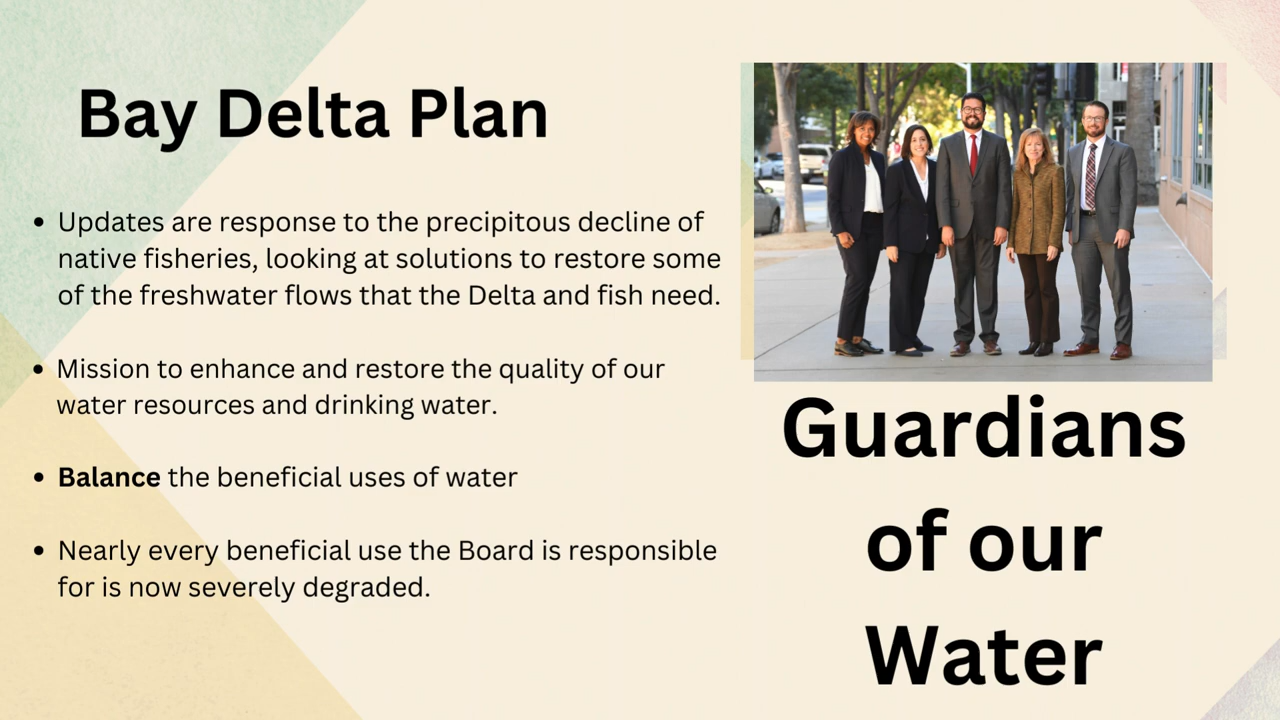 Bay Delta Plan
• Updates are response to the precipitous decline of
native fisheries, looking at solutions to restore some
of the freshwater flows that the Delta and fish need.
• Mission to enhance and restore the quality of our
water resources and drinking water.
• Balance the beneficial uses of water
• Nearly every beneficial use the Board is responsible
for is now severely degraded.
Guardians
of our
Water